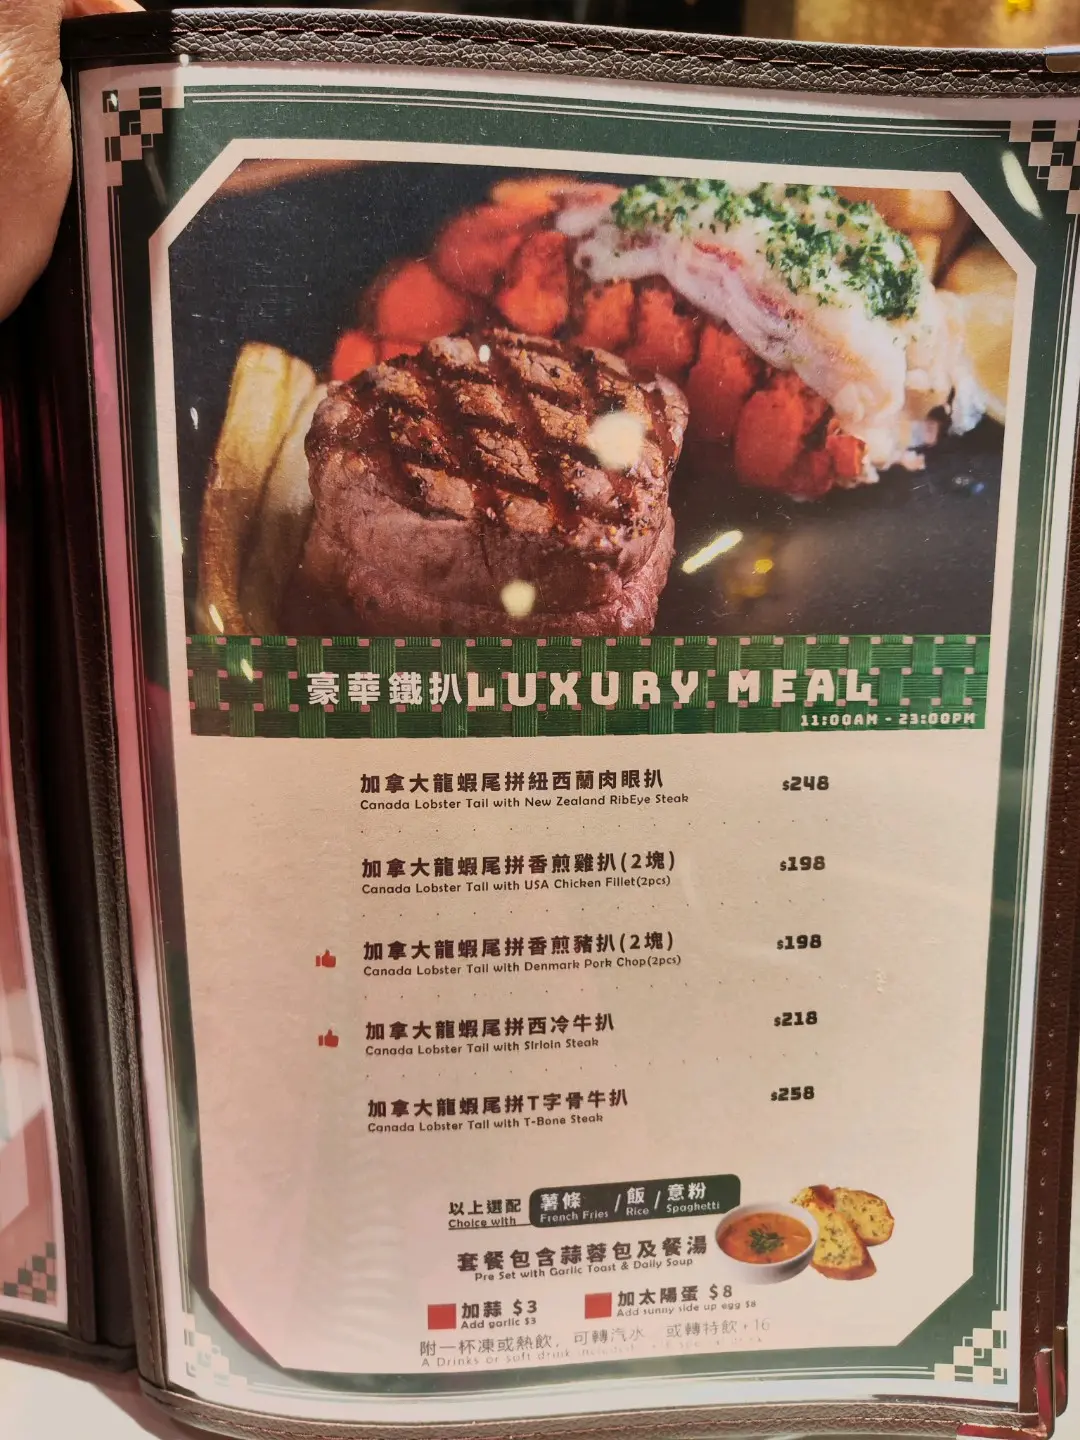 豪華鐵扒LUXURY MEAL
11:00AM - 23:00PM
加拿大龍蝦尾拼紐西蘭肉眼扒 $248
Canada Lobster Tail with New Zealand RibEye Steak
加拿大龍蝦尾拼香煎雞扒(2塊) $198
Canada Lobster Tail with USA Chicken Fillet(2pcs)
加拿大龍蝦尾拼香煎豬扒(2塊) $198
Canada Lobster Tail with Denmark Pork Chop(2pcs)
加拿大龍蝦尾拼西冷牛扒 $218
Canada Lobster Tail with Sirloin Steak
加拿大龍蝦尾拼T字骨牛扒 $258
Canada Lobster Tail with T-Bone Steak
以上選配 薯條 / 飯 / 意粉
Choice with French Fries Rice Spaghetti
套餐包含蒜蓉包及餐湯
Pre Set with Garlic Toast & Daily Soup
加蒜 $3 加太陽蛋 $8
Add garlic $3 Add sunny side up egg $8
附一杯凍或熱飲, 可轉汽水 或轉特飲+16
A Drinks or soft drink